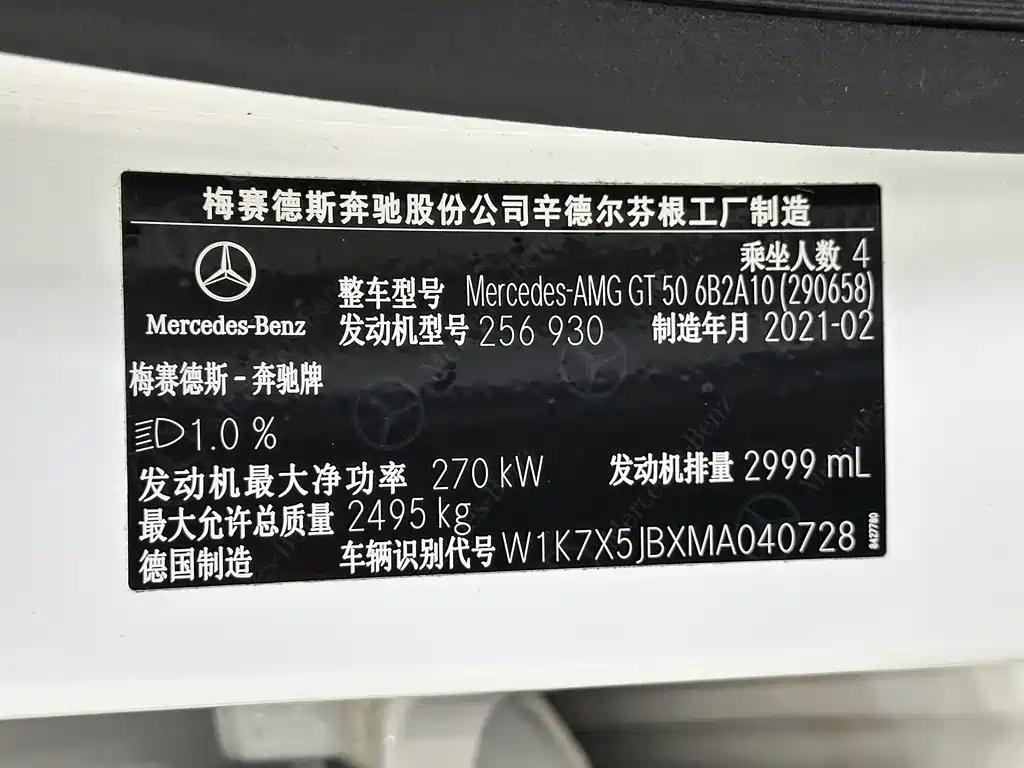 梅赛德斯奔驰股份公司辛德尔芬根工厂制造
乘坐人数 4
整车型号 Mercedes-AMG GT 50 6B2A10 (290658)
Mercedes-Benz
发动机型号 256 930 制造年月 2021-02
梅赛德斯-奔驰牌
1.0 %
发动机最大净功率 270 kW 发动机排量 2999 mL
最大允许总质量 2495 kg
德国制造 车辆识别代号 W1K7X5JBXMA040728
8427780